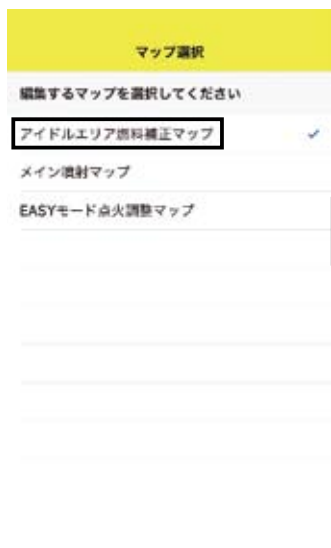 マップ選択
編集するマップを選択してください
アイドルエリア燃料補正マップ
メイン噴射マップ
EASYモード点火調整マップ